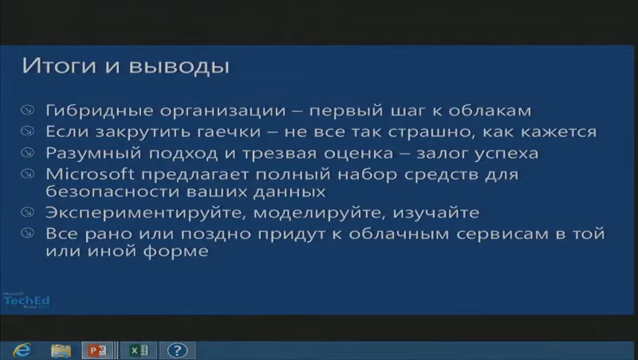 Итоги и выводы
Гибридные организации – первый шаг к облакам
Если закрутить гаечки – не все так страшно, как кажется
Разумный подход и трезвая оценка – залог успеха
Microsoft предлагает полный набор средств для
безопасности ваших данных
Экспериментируйте, моделируйте, изучайте
Все рано или поздно придут к облачным сервисам в той
или иной форме
Microsoft
TechEd